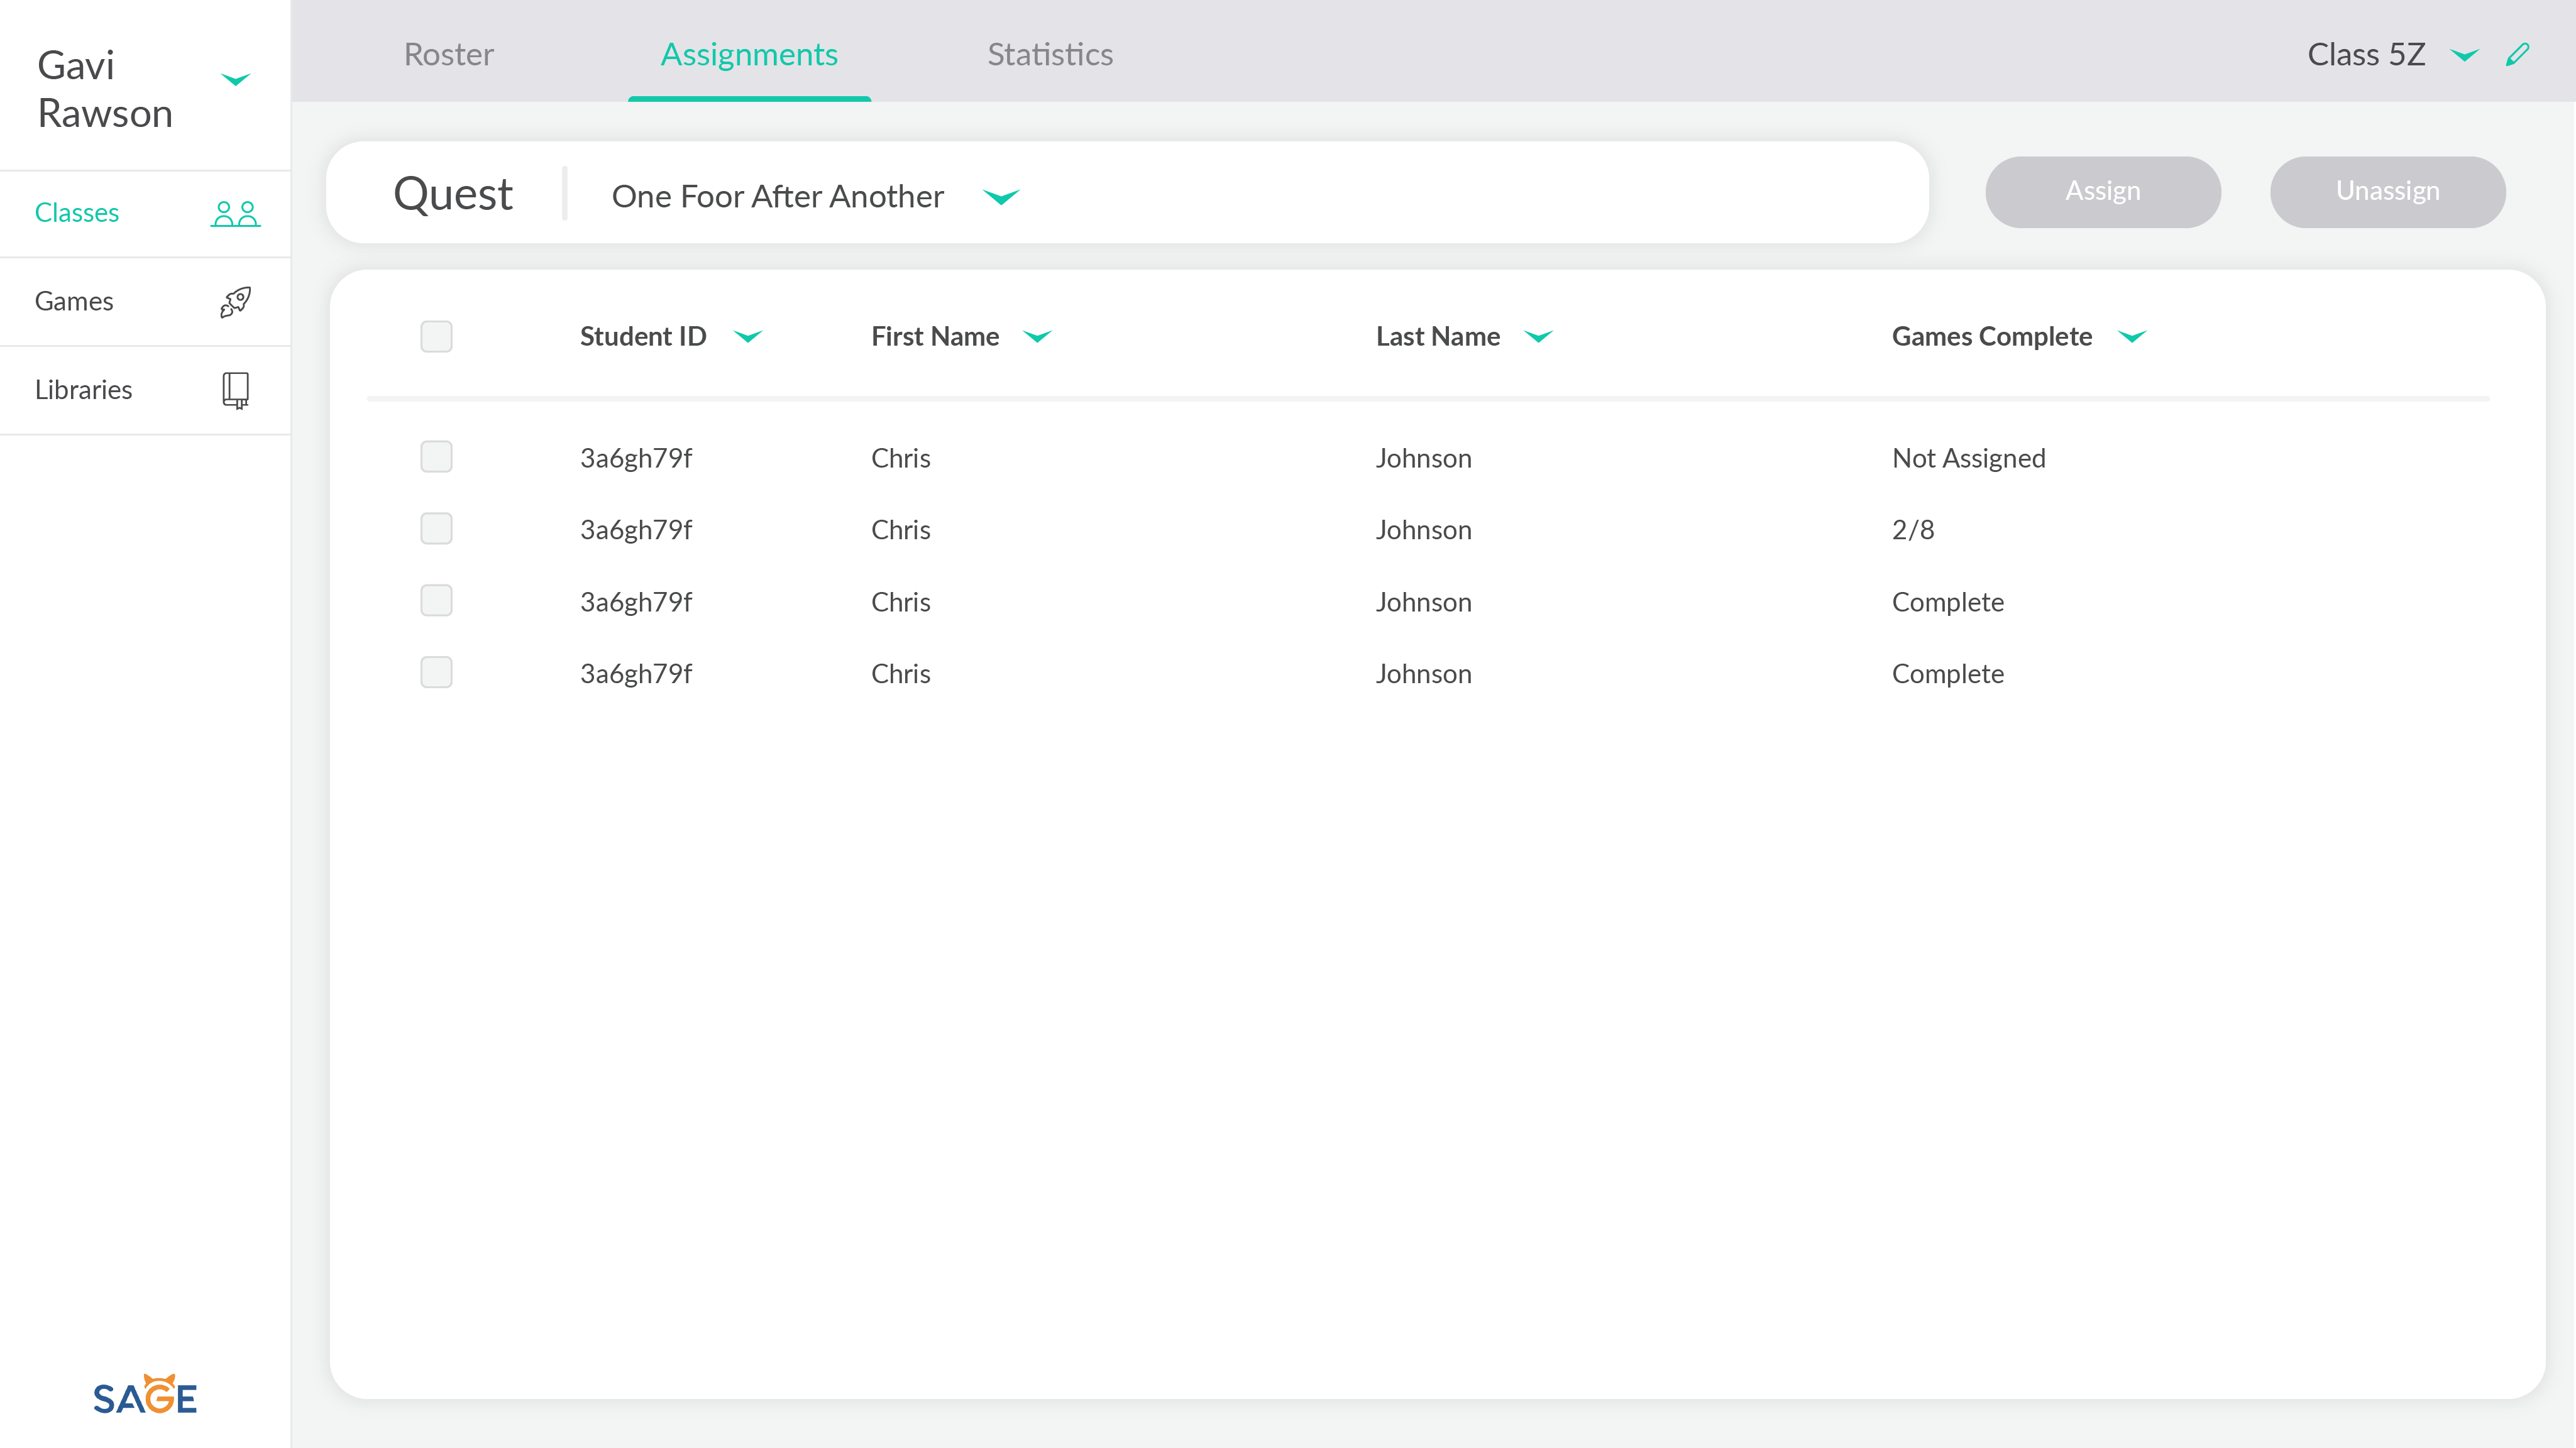 Gavi
Rawson
Classes
Games
Libraries
SAGE
Roster Assignments Statistics Class 5Z
Quest One Foor After Another Assign Unassign
Student ID First Name Last Name Games Complete
3a6gh79f Chris Johnson Not Assigned
3a6gh79f Chris Johnson 2/8
3a6gh79f Chris Johnson Complete
3a6gh79f Chris Johnson Complete